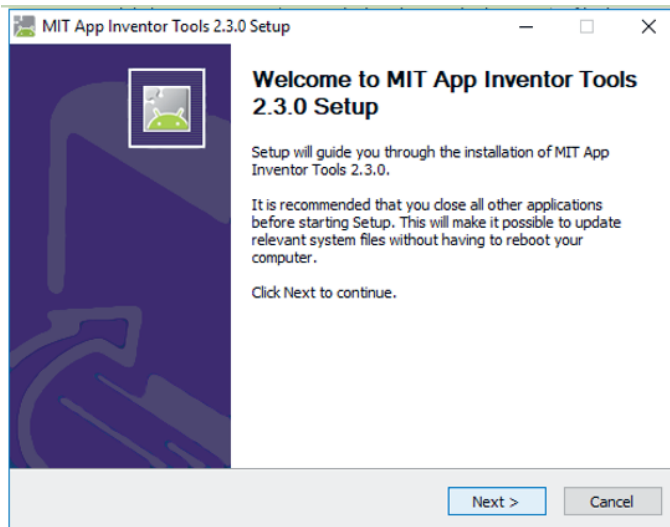 MIT App Inventor Tools 2.3.0 Setup
Welcome to MIT App Inventor Tools
2.3.0 Setup
Setup will guide you through the installation of MIT App
Inventor Tools 2.3.0.
It is recommended that you close all other applications
before starting Setup. This will make it possible to update
relevant system files without having to reboot your
computer.
Click Next to continue.
Next >
Cancel